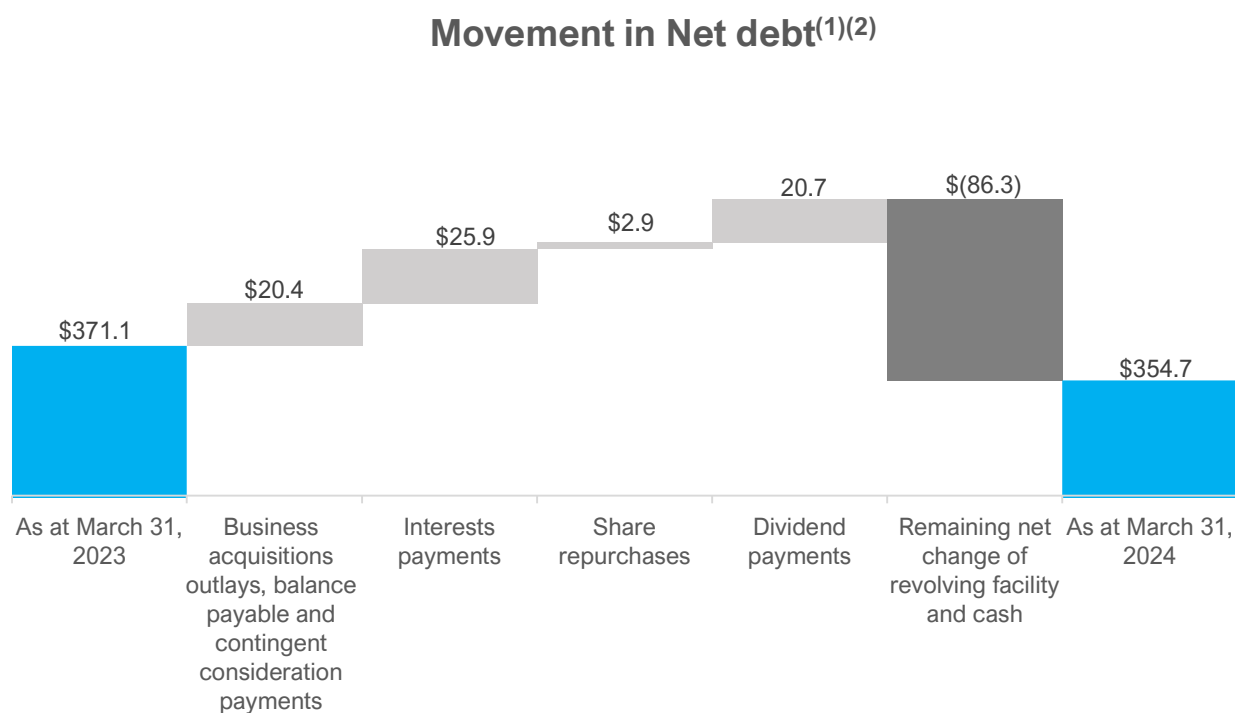 Movement in Net debt(1)(2)
$371.1
$20.4
$25.9
$2.9
20.7
$(86.3)
$354.7
As at March 31,
2023
Business
acquisitions
outlays, balance
payable and
contingent
consideration
payments
Interests
payments
Share
repurchases
Dividend
payments
Remaining net
change of
revolving facility
and cash
As at March 31,
2024